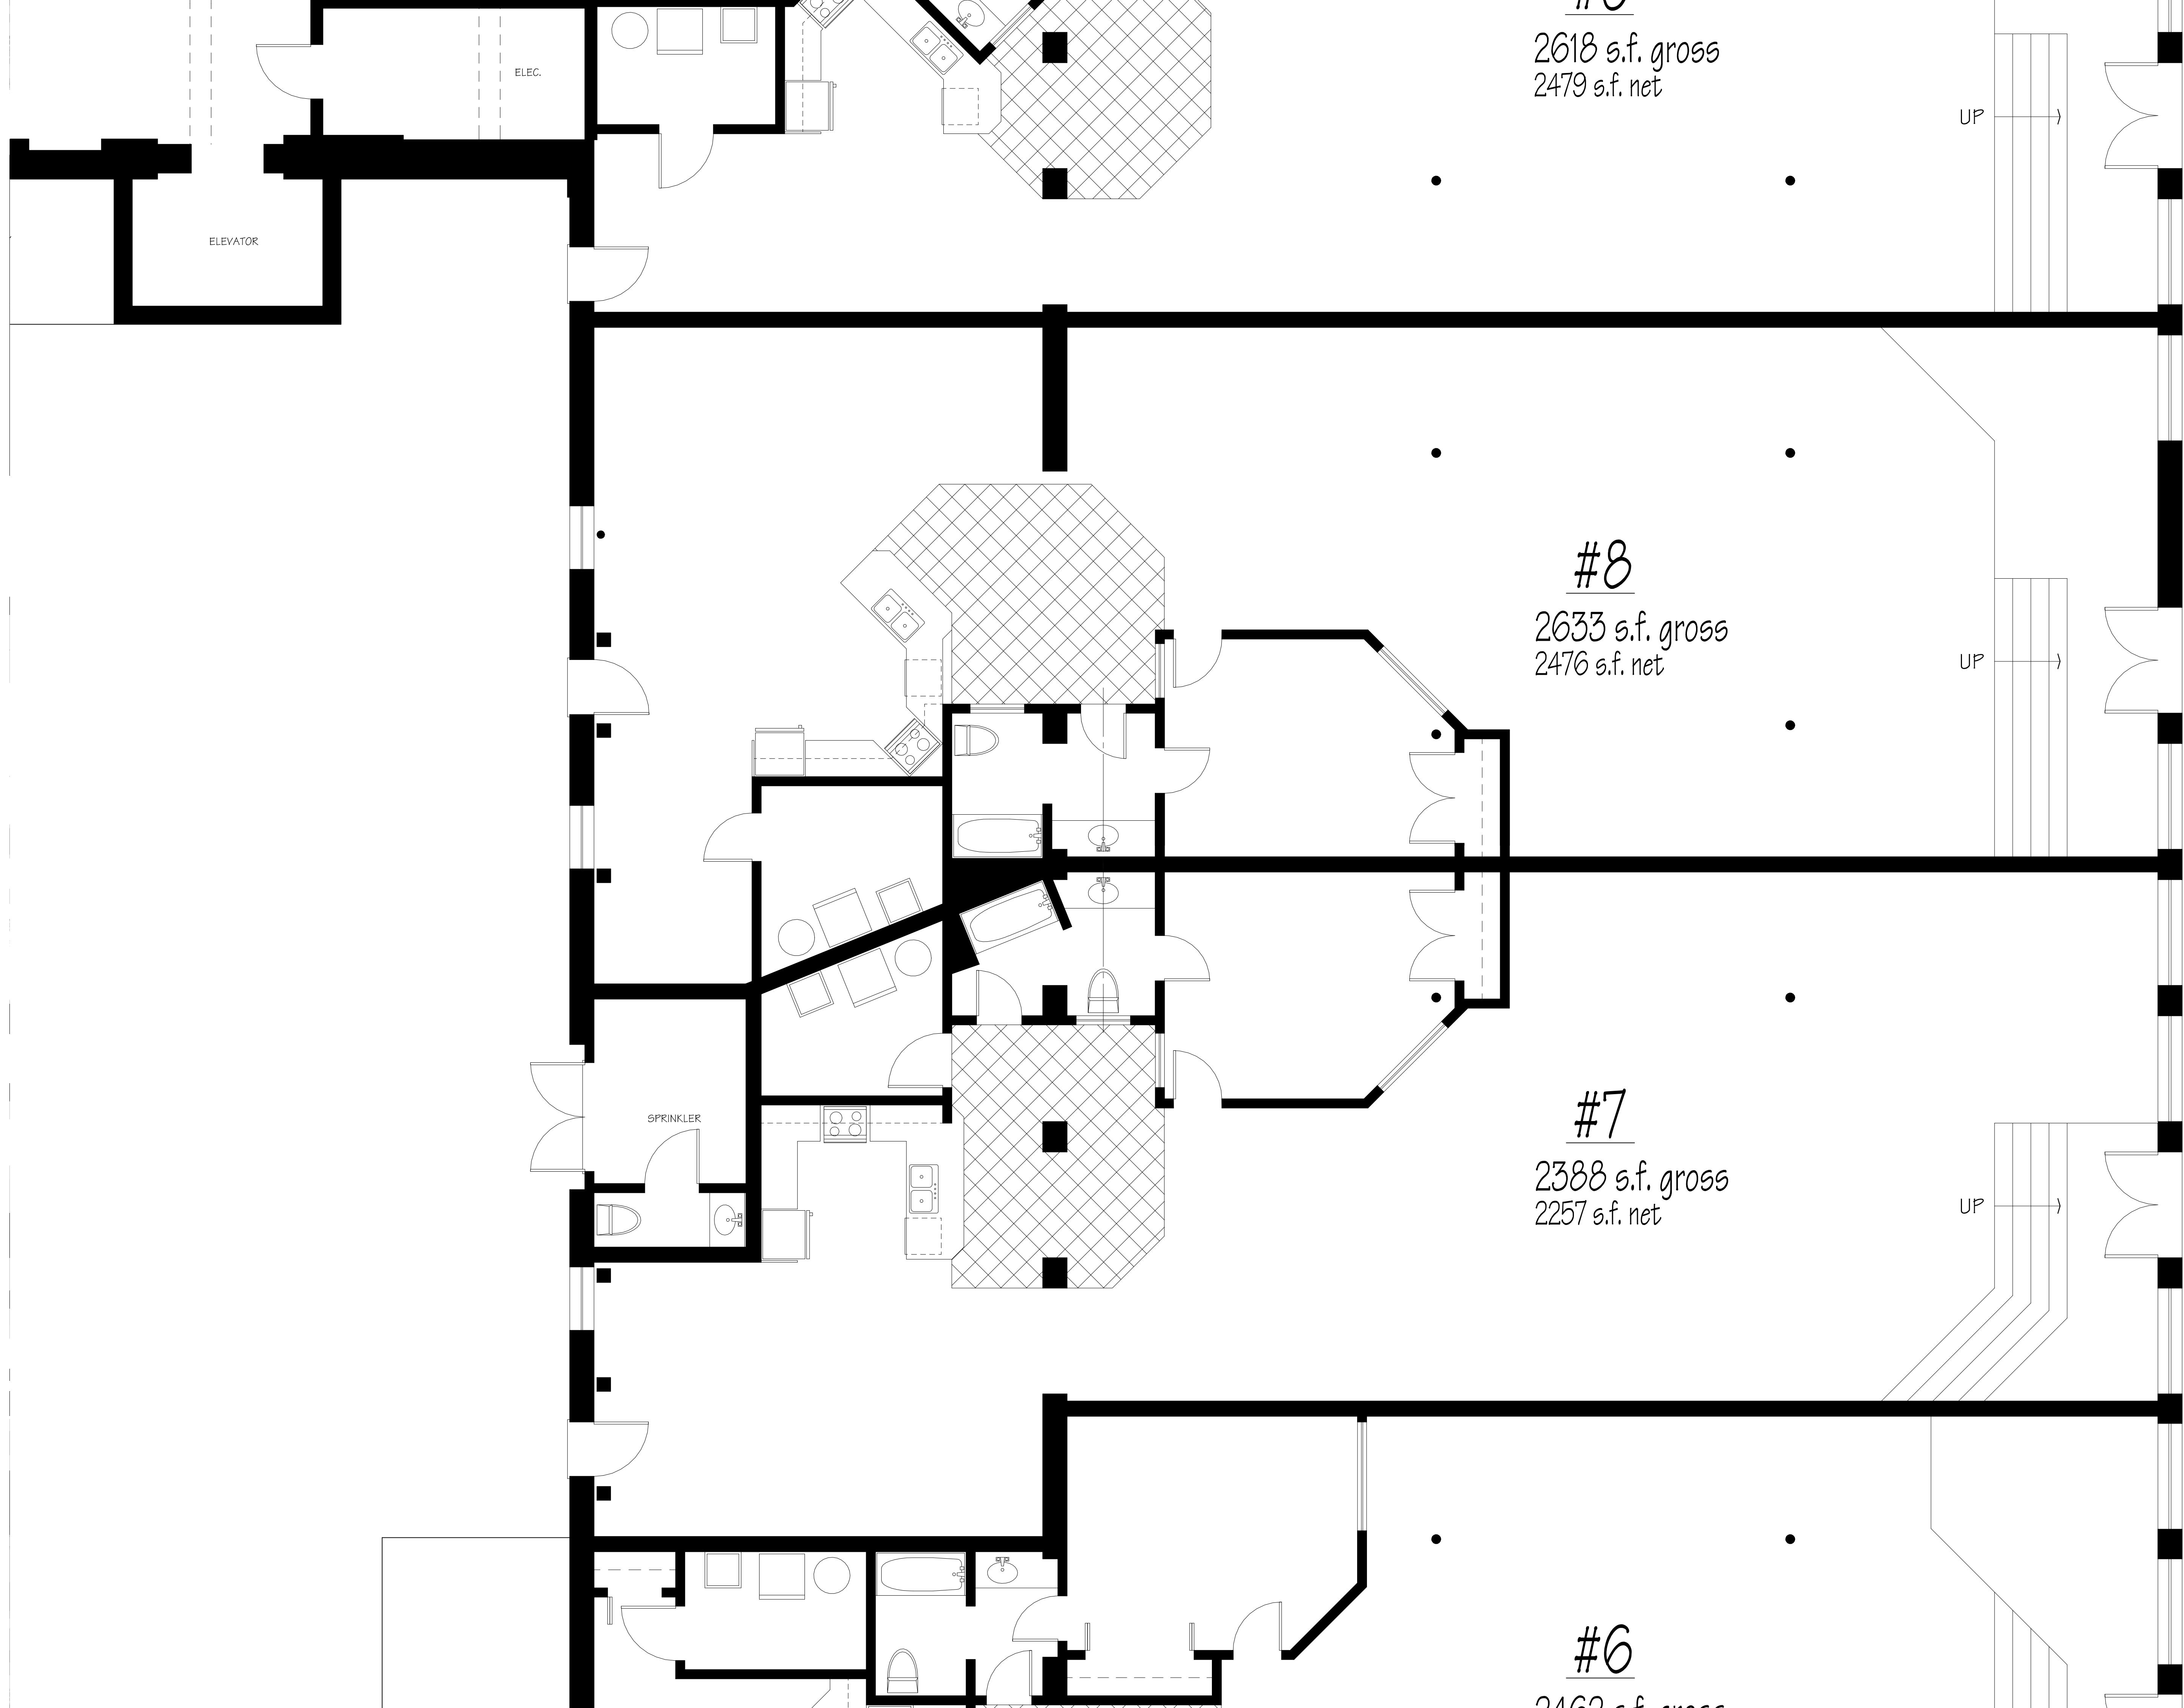 2618 s.f. gross
2479 s.f. net
ELEC.
UP
ELEVATOR
#8
2633 s.f. gross
2476 s.f. net
UP
SPRINKLER
#7
2388 s.f. gross
2257 s.f. net
UP
#6